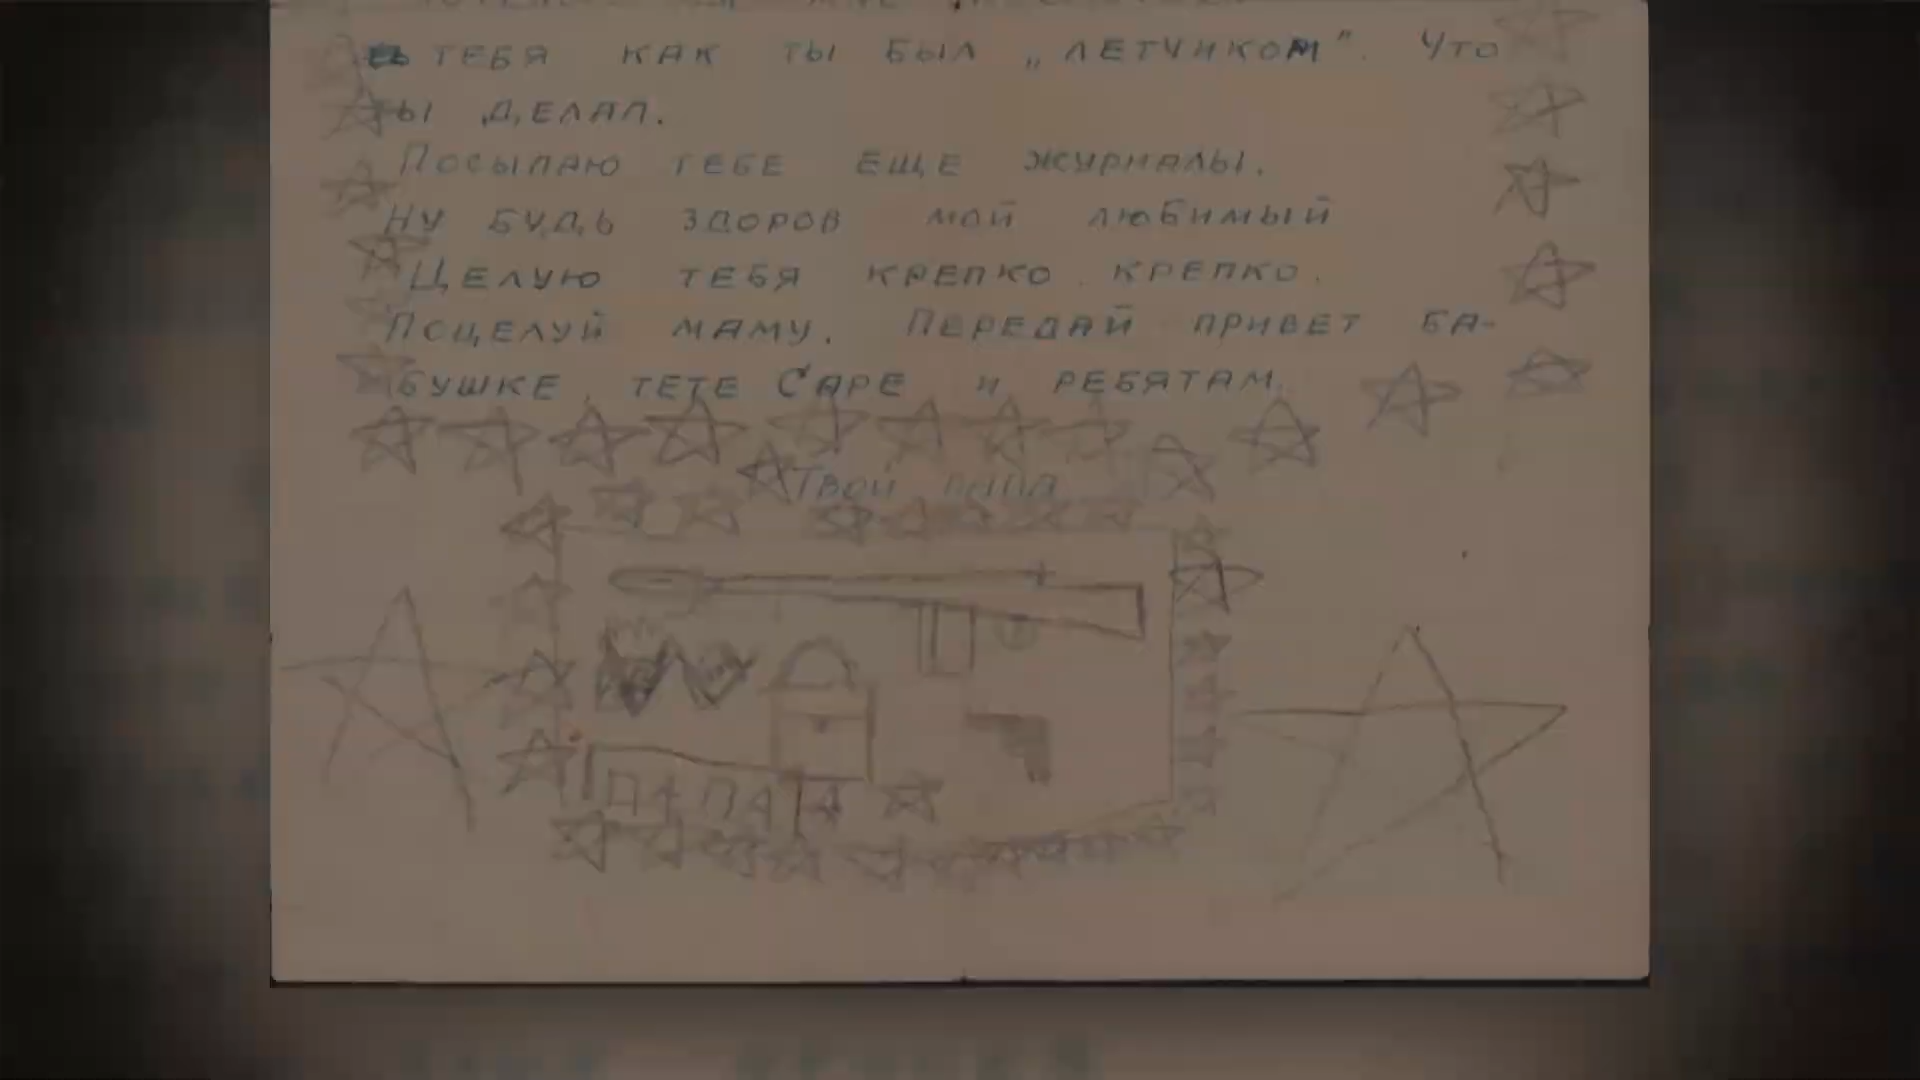 ТЕБЯ КАК ТЫ БЫЛ „ЛЕТЧИКОМ". ЧТО
ТЫ ДЕЛАЛ.
ПОСЫЛАЮ ТЕБЕ ЕЩЕ ЖУРНАЛЫ.
НУ БУДЬ ЗДОРОВ МОЙ ЛЮБИМЫЙ
ЦЕЛУЮ ТЕБЯ КРЕПКО. КРЕПКО.
ПОЦЕЛУЙ МАМУ. ПЕРЕДАЙ ПРИВЕТ БА-
БУШКЕ, ТЕТЕ САРЕ И РЕБЯТАМ.
ТВОЙ ПАПА
ПАПА